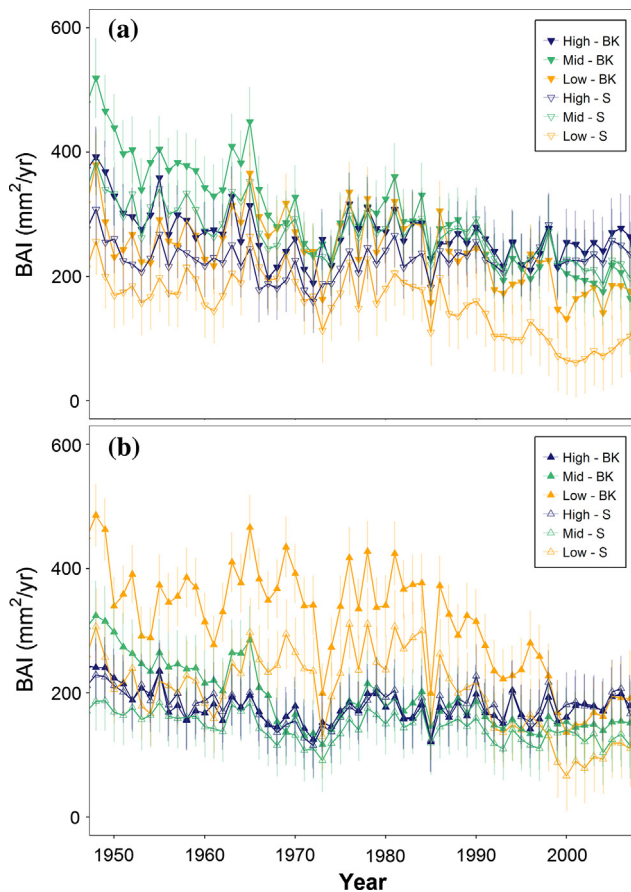 (a)
600
400
200
0
BAI (mm²/yr)
High - BK
Mid - BK
Low - BK
High - S
Mid - S
Low - S
(b)
600
400
200
0
BAI (mm²/yr)
High - BK
Mid - BK
Low - BK
High - S
Mid - S
Low - S
1950 1960 1970 1980 1990 2000
Year